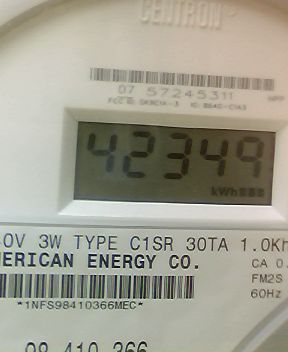 CENTRON
07 57245311
42349
kWh
0V 3W TYPE C1SR 30TA 1.0Kh
ERICAN ENERGY CO.
CA 0.
FM2S
60Hz
*1NFS98410366MEC*
98 410 366